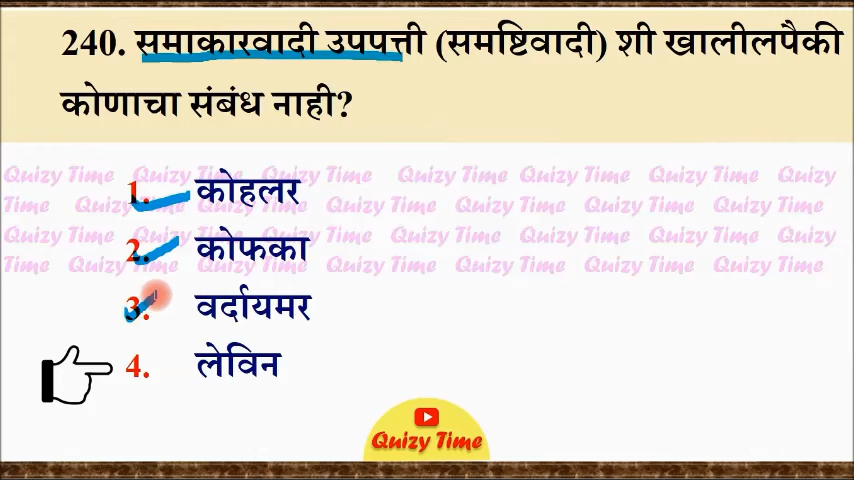 240. समाकारवादी उपपत्ती (समष्टिवादी) शी खालीलपैकी
कोणाचा संबंध नाही?
Quizy Time Quizy Time Quizy Time Quizy Time Quizy Time Quizy Time Quizy
1. कोहलर
Time Quizy Time Quizy Time Quizy Time Quizy Time Quizy Time Quizy Time
Quizy Time Quizy Time Quizy Time Quizy Time Quizy Time Quizy Time Quizy
2. कोफका
Time Quizy Time Quizy Time Quizy Time Quizy Time Quizy Time Quizy Time
3. वर्दायमर
4. लेविन
Quizy Time